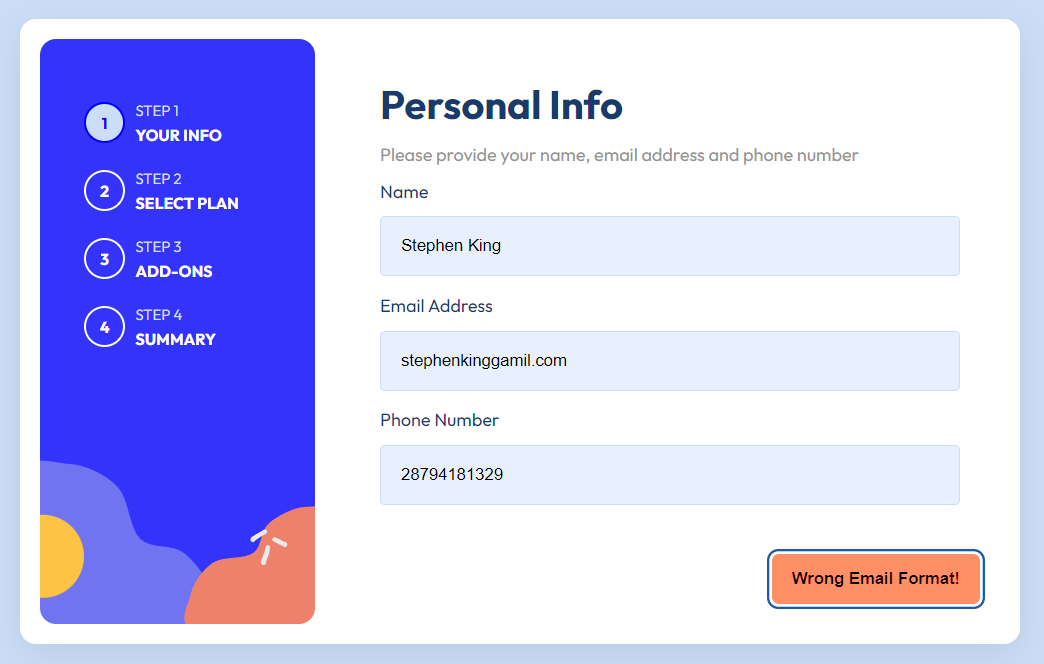 1
STEP 1
YOUR INFO
2
STEP 2
SELECT PLAN
3
STEP 3
ADD-ONS
4
STEP 4
SUMMARY
Personal Info
Please provide your name, email address and phone number
Name
Stephen King
Email Address
stephenkinggamil.com
Phone Number
28794181329
Wrong Email Format!